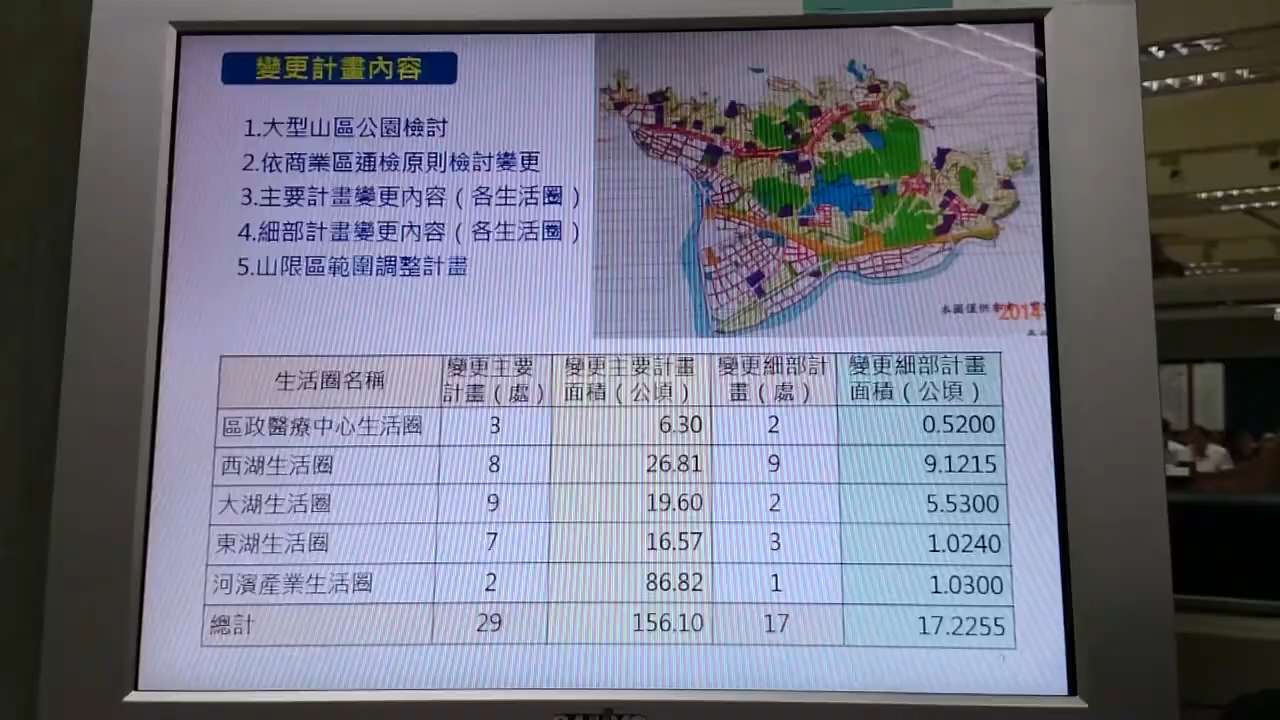 變更計畫內容
1.大型山區公園檢討
2.依商業區通檢原則檢討變更
3.主要計畫變更內容（各生活圈）
4.細部計畫變更內容（各生活圈）
5.山限區範圍調整計畫
本圖僅供
2014
生活圈名稱 變更主要計畫（處） 變更主要計畫面積（公頃） 變更細部計畫（處） 變更細部計畫面積（公頃）
區政醫療中心生活圈 3 6.30 2 0.5200
西湖生活圈 8 26.81 9 9.1215
大湖生活圈 9 19.60 2 5.5300
東湖生活圈 7 16.57 3 1.0240
河濱產業生活圈 2 86.82 1 1.0300
總計 29 156.10 17 17.2255